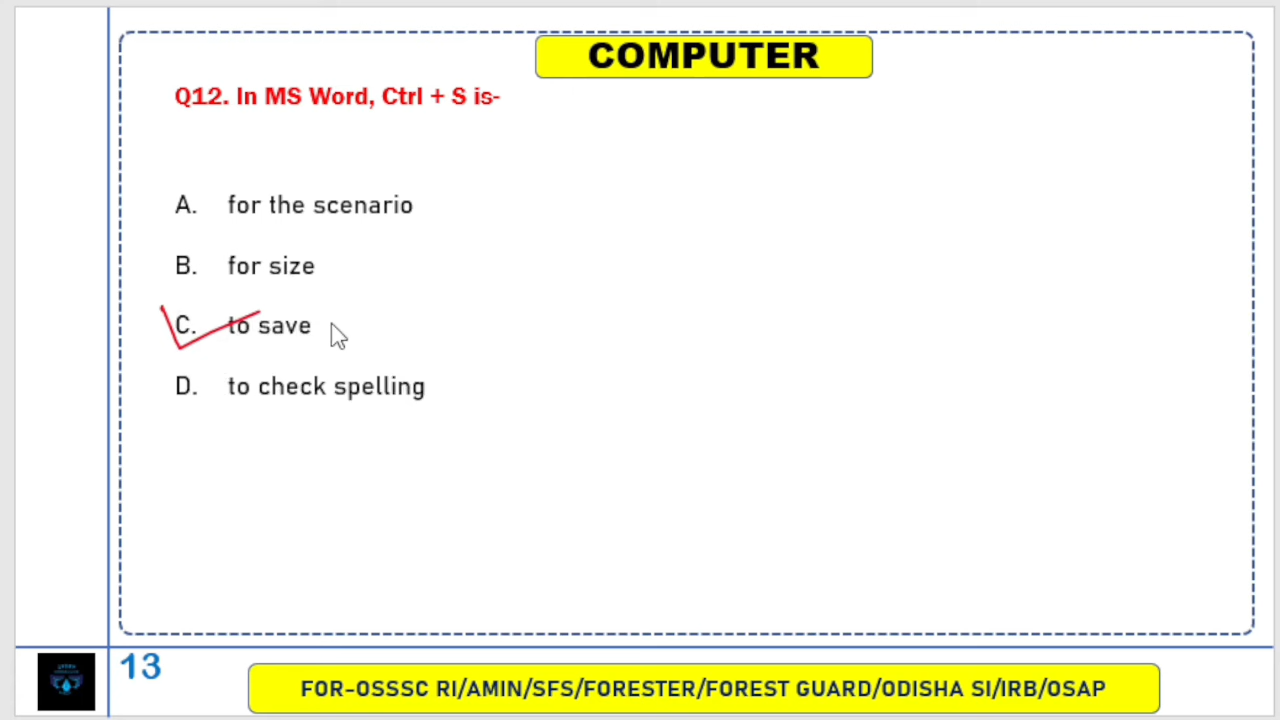 COMPUTER
Q12. In MS Word, Ctrl + S is-
A. for the scenario
B. for size
C. to save
D. to check spelling
13
FOR-OSSSC RI/AMIN/SFS/FORESTER/FOREST GUARD/ODISHA SI/IRB/OSAP